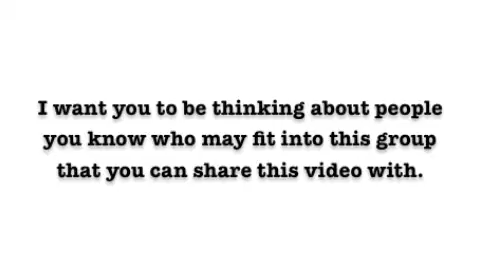 I want you to be thinking about people
you know who may fit into this group
that you can share this video with.